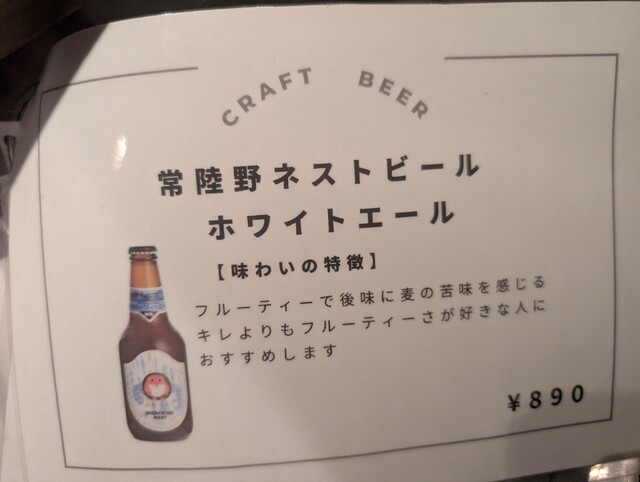 CRAFT BEER
常陸野ネストビール
ホワイトエール
【味わいの特徴】
フルーティーで後味に麦の苦味を感じる
キレよりもフルーティーさが好きな人に
おすすめします
¥890